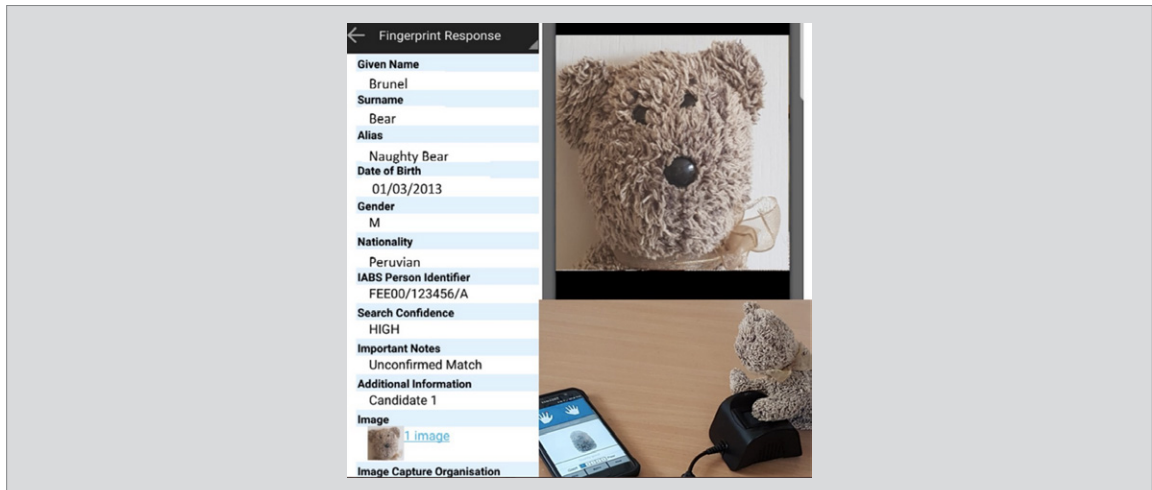 Fingerprint Response
Given Name
Brunel
Surname
Bear
Alias
Naughty Bear
Date of Birth
01/03/2013
Gender
M
Nationality
Peruvian
IABS Person Identifier
FEE00/123456/A
Search Confidence
HIGH
Important Notes
Unconfirmed Match
Additional Information
Candidate 1
Image
1 image
Image Capture Organisation